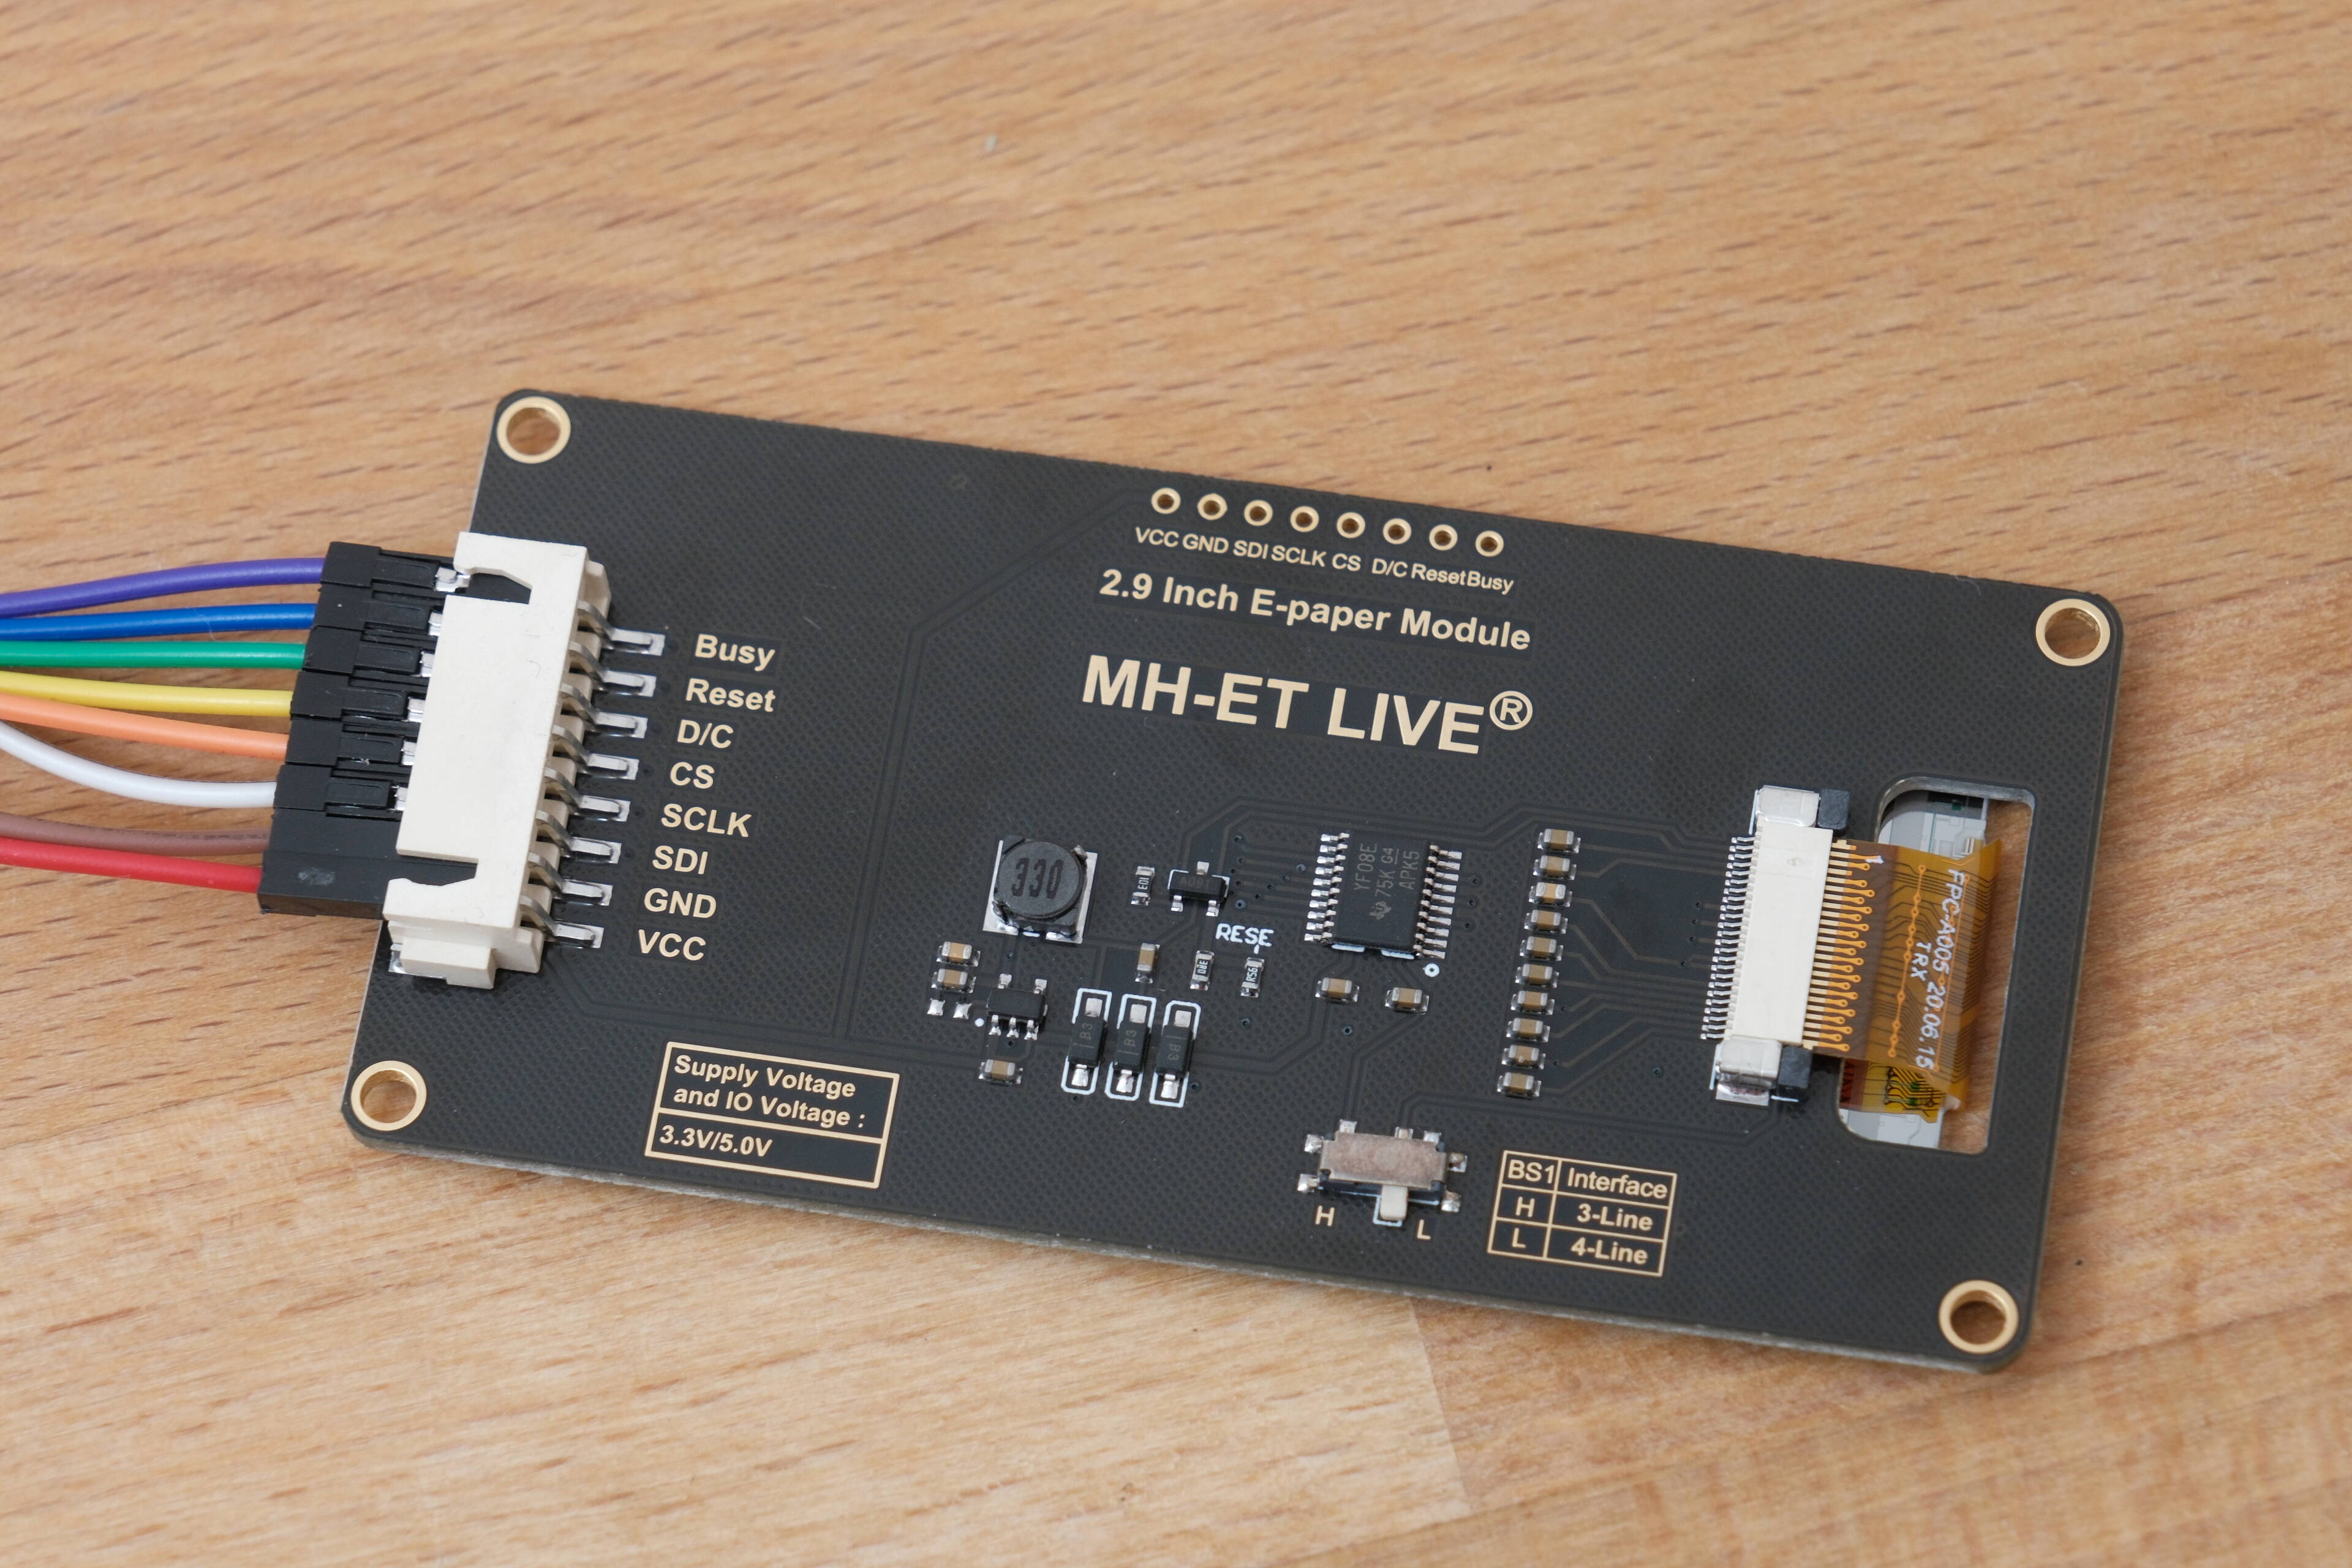 VCC GND SDI SCLK CS D/C Reset Busy
2.9 Inch E-paper Module
MH-ET LIVE®
Busy
Reset
D/C
CS
SCLK
SDI
GND
VCC
330
YF08E
75K G4
APK5
RESE
B3
B3
B3
FPC-A005 20.06.15
TRX
Supply Voltage
and IO Voltage :
3.3V/5.0V
H L
BS1 Interface
H 3-Line
L 4-Line